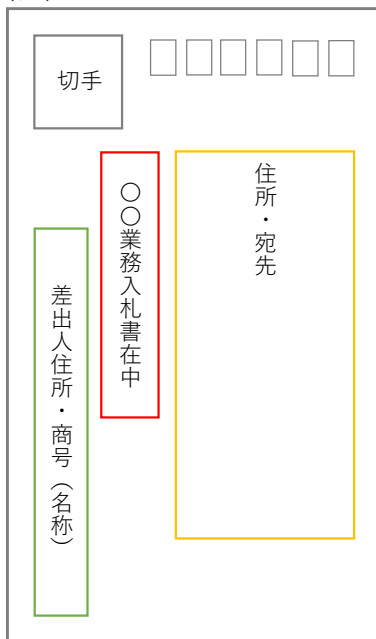 切手
住所・宛先
〇〇業務入札書在中
差出人住所・商号（名称）